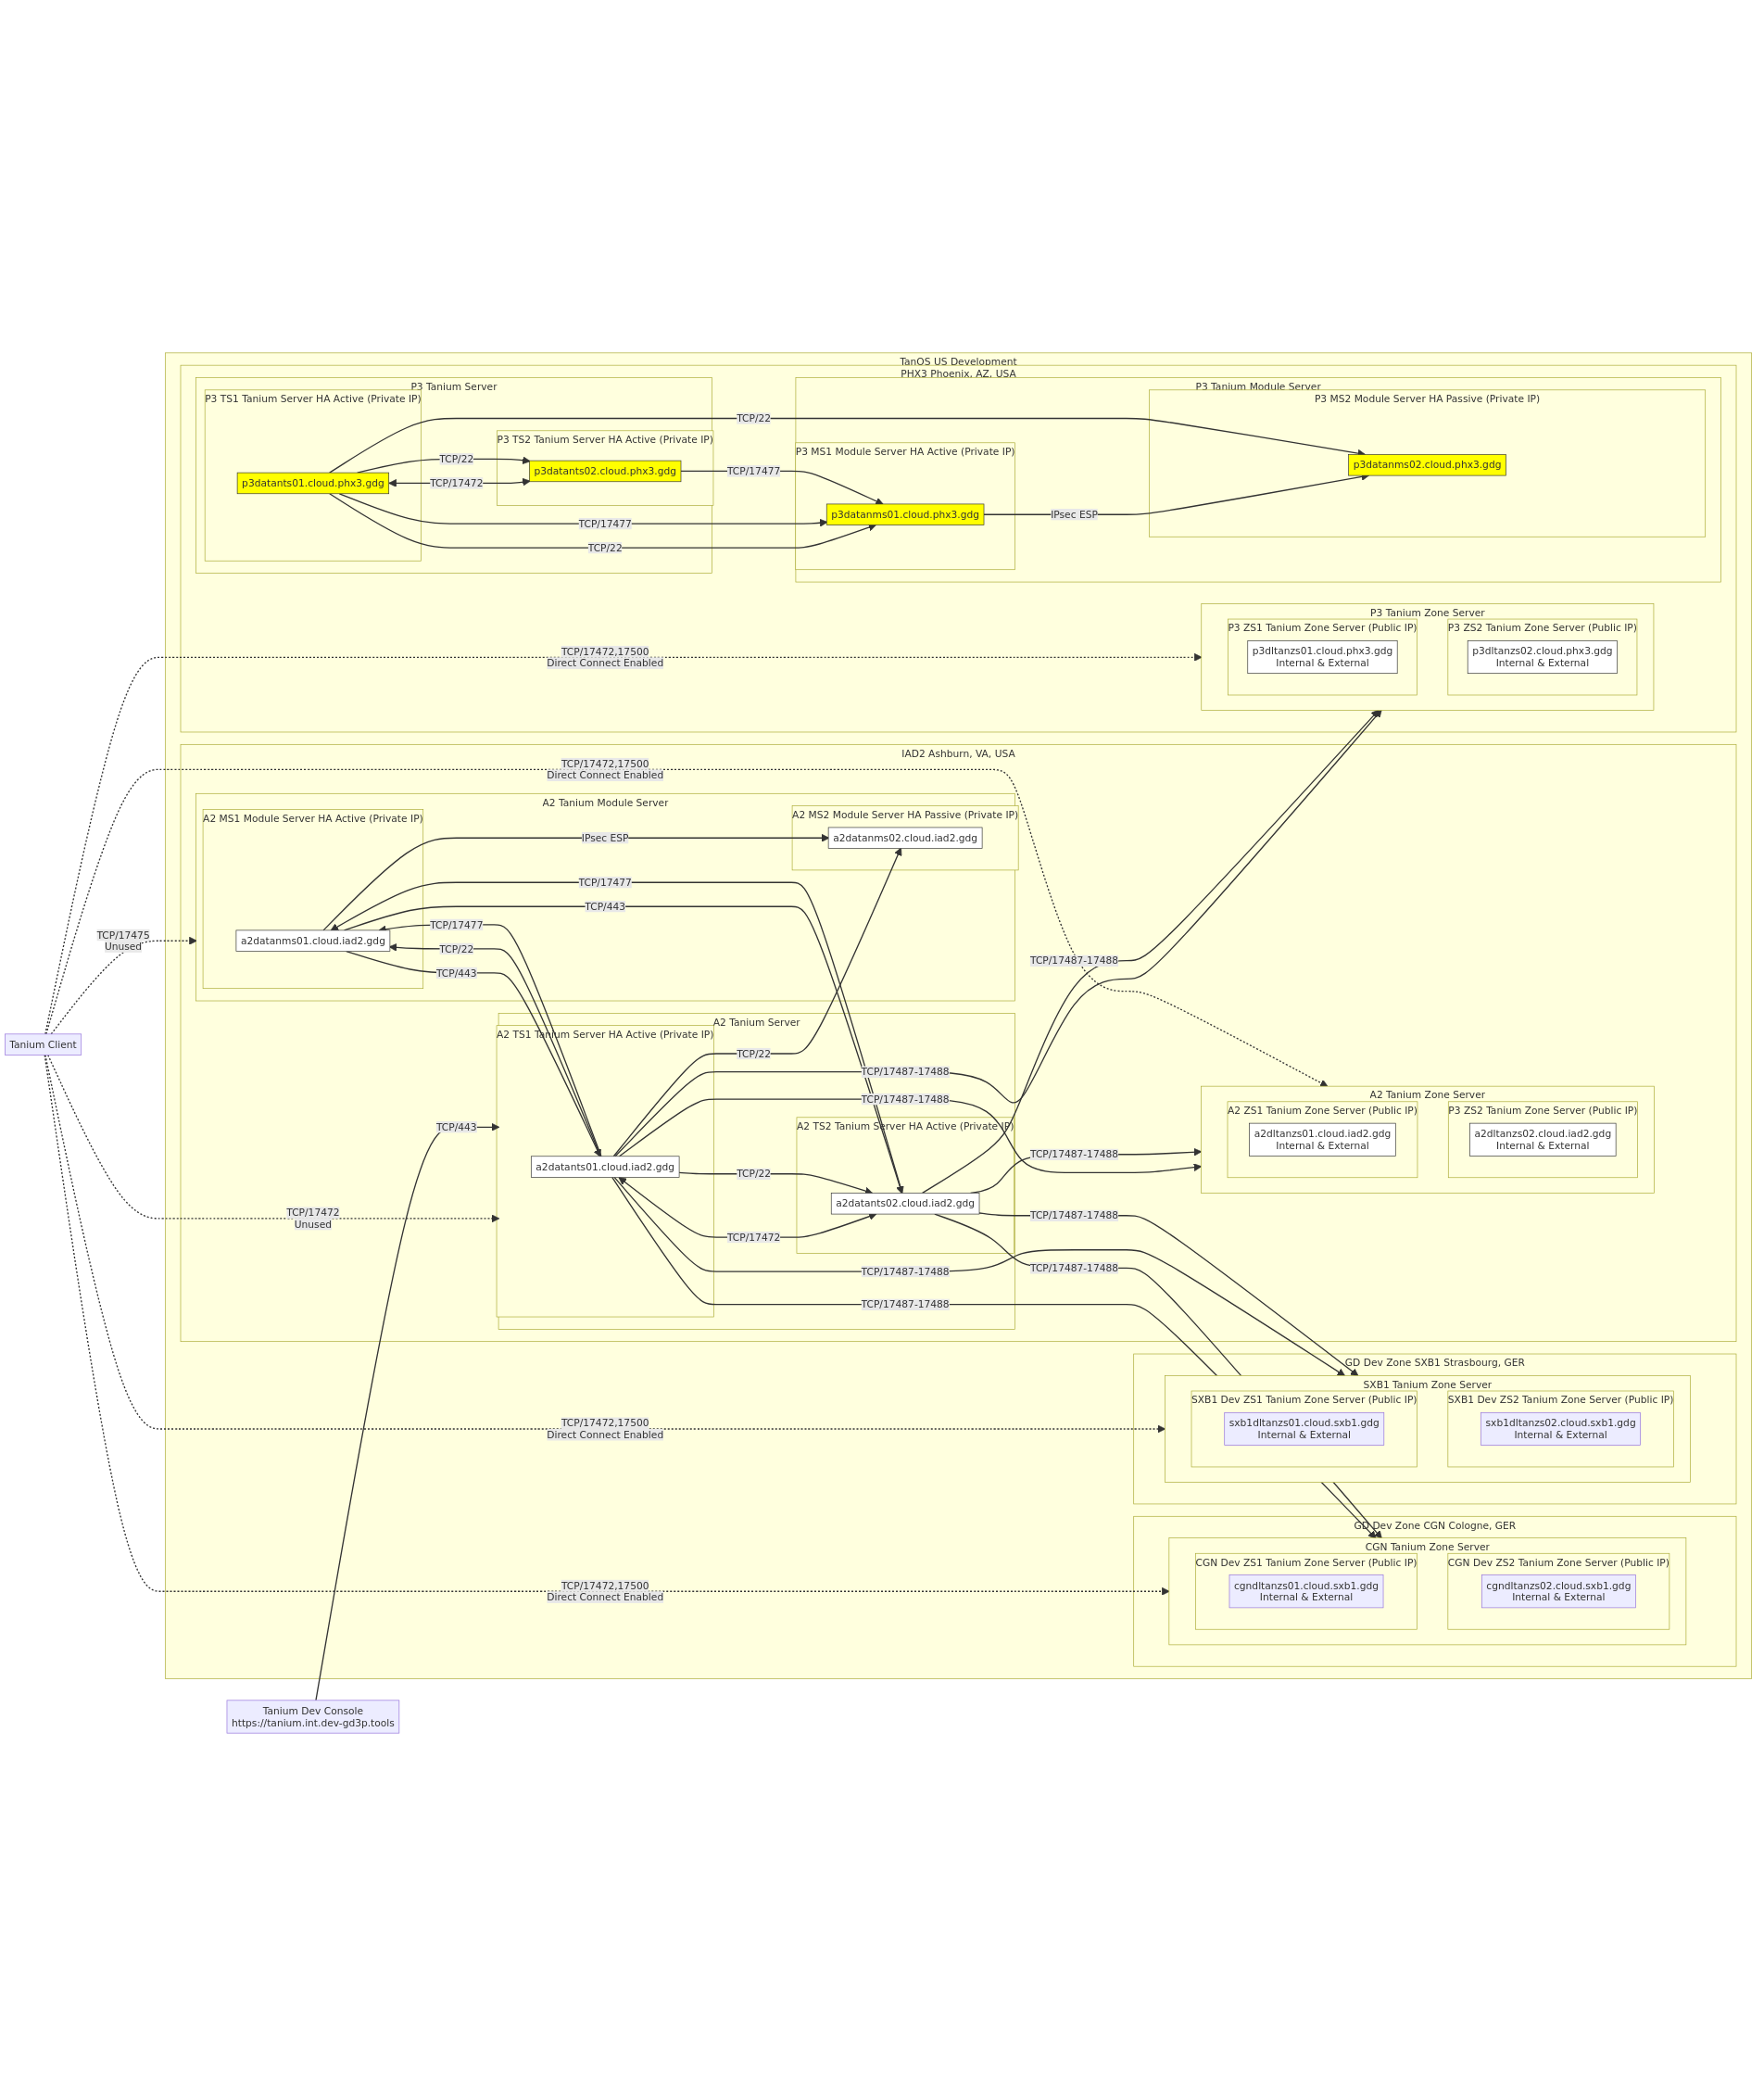 TanOS US Development
PHX3 Phoenix, AZ, USA
P3 Tanium Server
P3 TS1 Tanium Server HA Active (Private IP)
p3datants01.cloud.phx3.gdg
P3 TS2 Tanium Server HA Active (Private IP)
p3datants02.cloud.phx3.gdg
TCP/22
TCP/22
TCP/17472
TCP/17477
TCP/17477
TCP/22
P3 Tanium Module Server
P3 MS1 Module Server HA Active (Private IP)
p3datanms01.cloud.phx3.gdg
IPsec ESP
P3 MS2 Module Server HA Passive (Private IP)
p3datanms02.cloud.phx3.gdg
P3 Tanium Zone Server
P3 ZS1 Tanium Zone Server (Public IP)
p3dltanzs01.cloud.phx3.gdg
Internal & External
P3 ZS2 Tanium Zone Server (Public IP)
p3dltanzs02.cloud.phx3.gdg
Internal & External
TCP/17472,17500
Direct Connect Enabled
IAD2 Ashburn, VA, USA
TCP/17472,17500
Direct Connect Enabled
A2 Tanium Module Server
A2 MS1 Module Server HA Active (Private IP)
a2datanms01.cloud.iad2.gdg
A2 MS2 Module Server HA Passive (Private IP)
a2datanms02.cloud.iad2.gdg
IPsec ESP
TCP/17477
TCP/443
TCP/17477
TCP/22
TCP/443
TCP/17475
Unused
Tanium Client
A2 Tanium Server
A2 TS1 Tanium Server HA Active (Private IP)
a2datants01.cloud.iad2.gdg
TCP/22
TCP/17487-17488
TCP/17487-17488
TCP/17487-17488
A2 TS2 Tanium Server HA Active (Private IP)
a2datants02.cloud.iad2.gdg
TCP/443
TCP/22
TCP/17472
TCP/17487-17488
TCP/17487-17488
TCP/17487-17488
TCP/17487-17488
TCP/17487-17488
TCP/17472
Unused
A2 Tanium Zone Server
A2 ZS1 Tanium Zone Server (Public IP)
a2dltanzs01.cloud.iad2.gdg
Internal & External
P3 ZS2 Tanium Zone Server (Public IP)
a2dltanzs02.cloud.iad2.gdg
Internal & External
GD Dev Zone SXB1 Strasbourg, GER
SXB1 Tanium Zone Server
SXB1 Dev ZS1 Tanium Zone Server (Public IP)
sxb1dltanzs01.cloud.sxb1.gdg
Internal & External
SXB1 Dev ZS2 Tanium Zone Server (Public IP)
sxb1dltanzs02.cloud.sxb1.gdg
Internal & External
TCP/17472,17500
Direct Connect Enabled
GD Dev Zone CGN Cologne, GER
CGN Tanium Zone Server
CGN Dev ZS1 Tanium Zone Server (Public IP)
cgndltanzs01.cloud.sxb1.gdg
Internal & External
CGN Dev ZS2 Tanium Zone Server (Public IP)
cgndltanzs02.cloud.sxb1.gdg
Internal & External
TCP/17472,17500
Direct Connect Enabled
Tanium Dev Console
https://tanium.int.dev-gd3p.tools